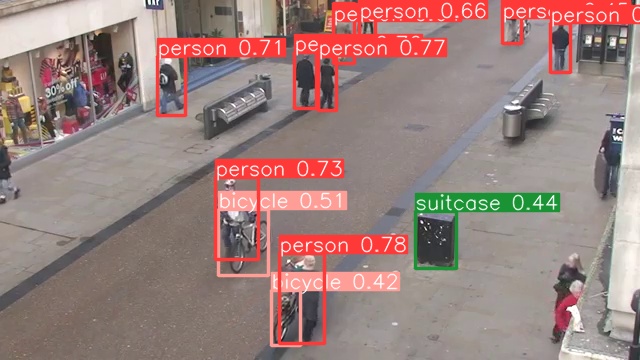 person 0.66
person 0.71
person 0.77
30% off
person 0.73
bicycle 0.51
suitcase 0.44
person 0.78
bicycle 0.42